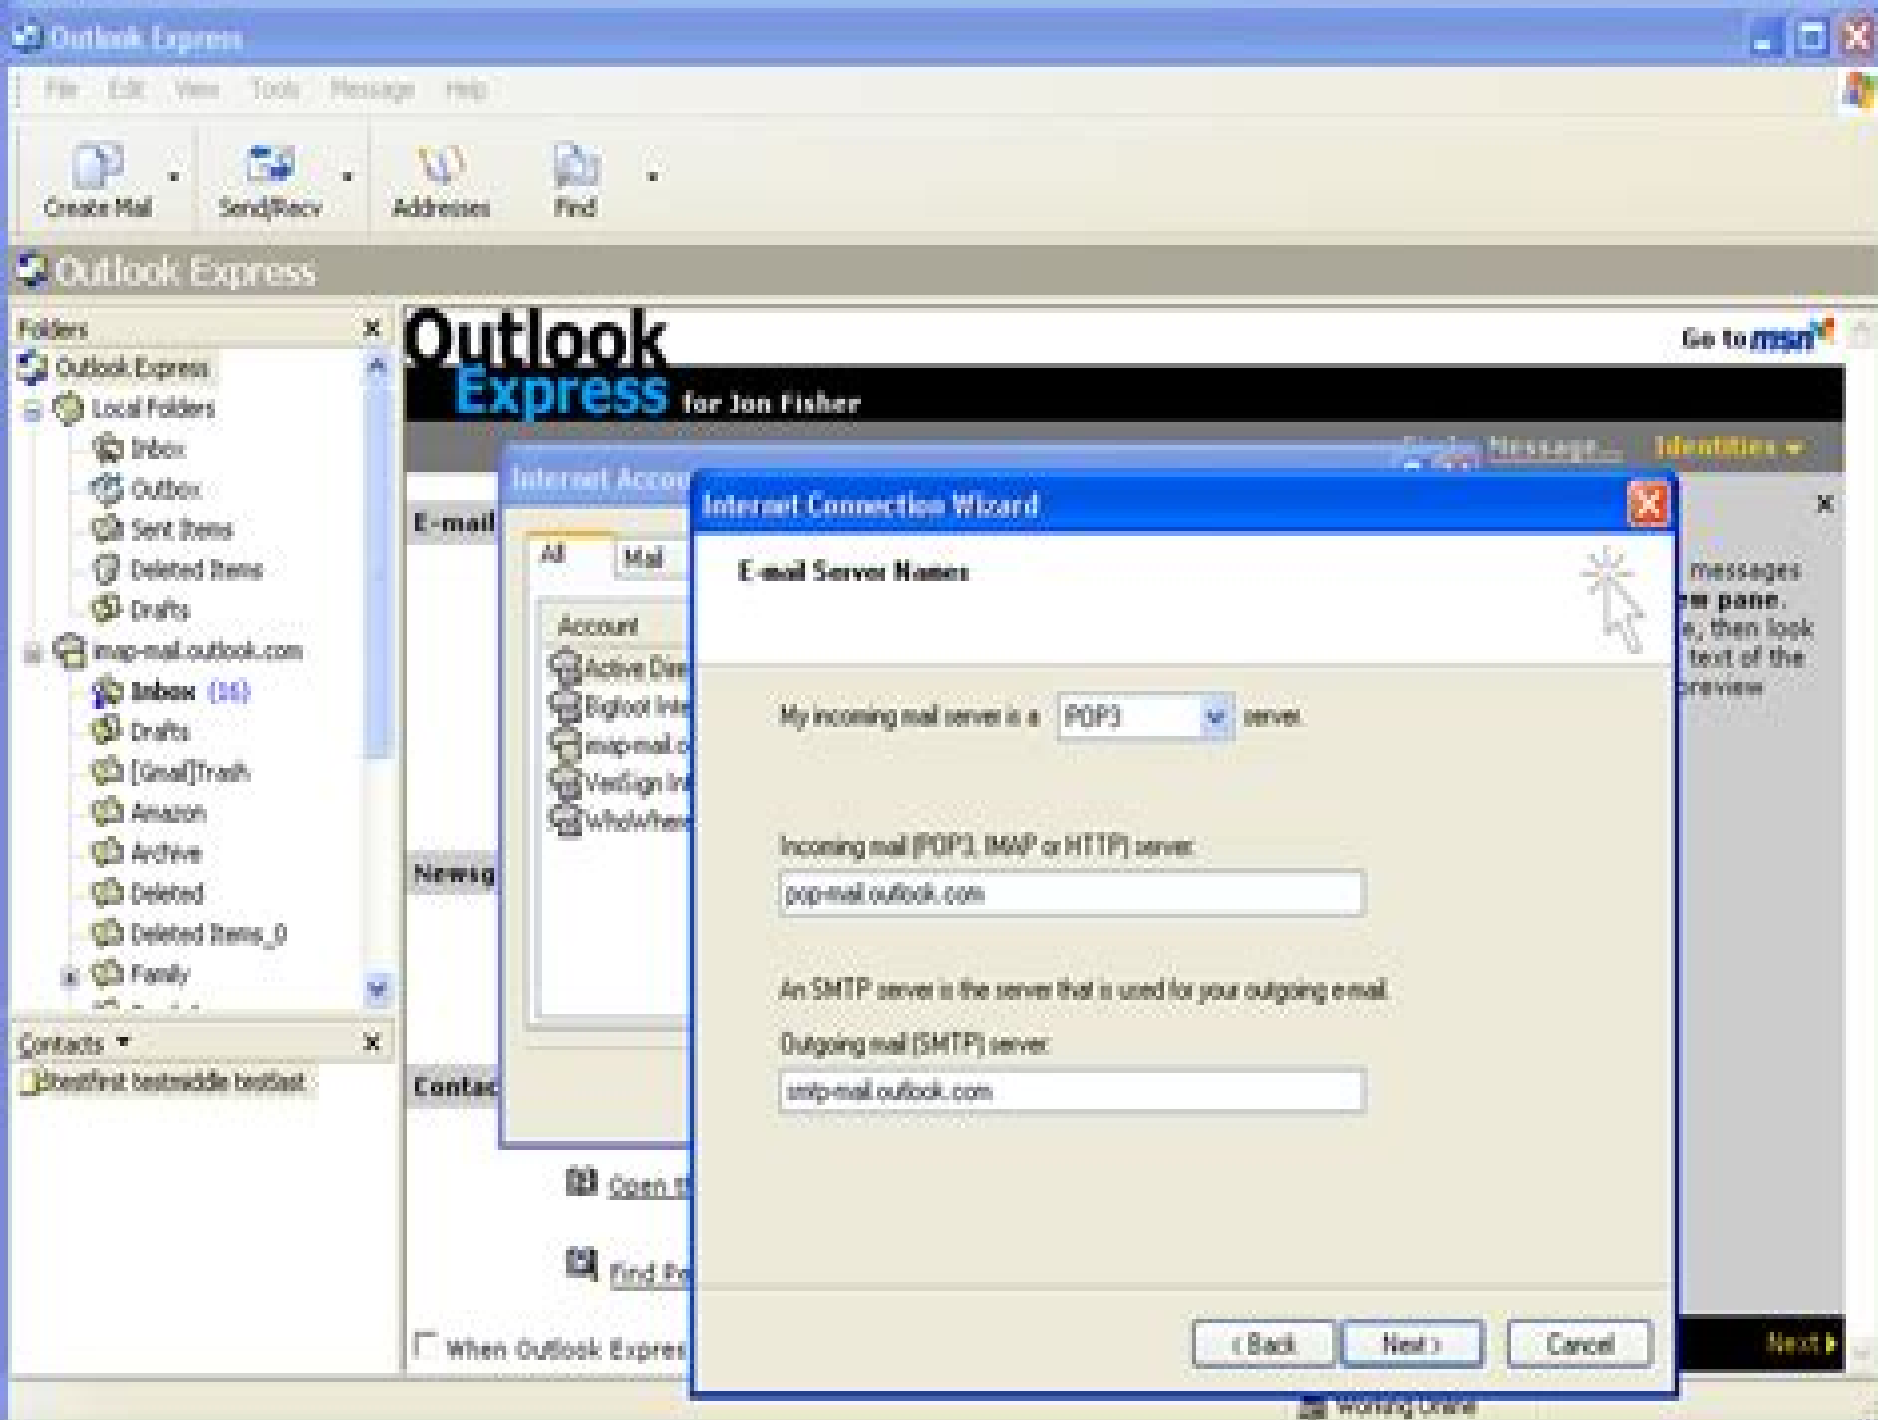 Outlook Express
File Edit View Tools Message Help
Create Mail Send/Recv Addresses Find
Outlook Express
Folders
Outlook Express
Local Folders
Inbox
Outbox
Sent Items
Deleted Items
Drafts
imap-mail.outlook.com
Inbox (16)
Drafts
[Gmail]Trash
Amazon
Archive
Deleted
Deleted Items_0
Family
Contacts
testfirst testmiddle testlast
Outlook
Go to msn
Express for Jon Fisher
Message... Identities
E-mail
Newsg
Contac
Open
Find
When Outlook Expres
messages
pane.
e, then look
text of the
preview
Next
Internet Accou
All Mail
Account
Active Dire
Bigfoot Inte
imap-mail.o
VeriSign Int
WhoWhere
Internet Connection Wizard
E-mail Server Names
My incoming mail server is a POP3 server.
Incoming mail (POP3, IMAP or HTTP) server:
pop-mail.outlook.com
An SMTP server is the server that is used for your outgoing e-mail.
Outgoing mail (SMTP) server:
smtp-mail.outlook.com
< Back Next > Cancel
Working Online